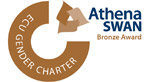 ECU GENDER CHARTER
Athena
SWAN
Bronze Award